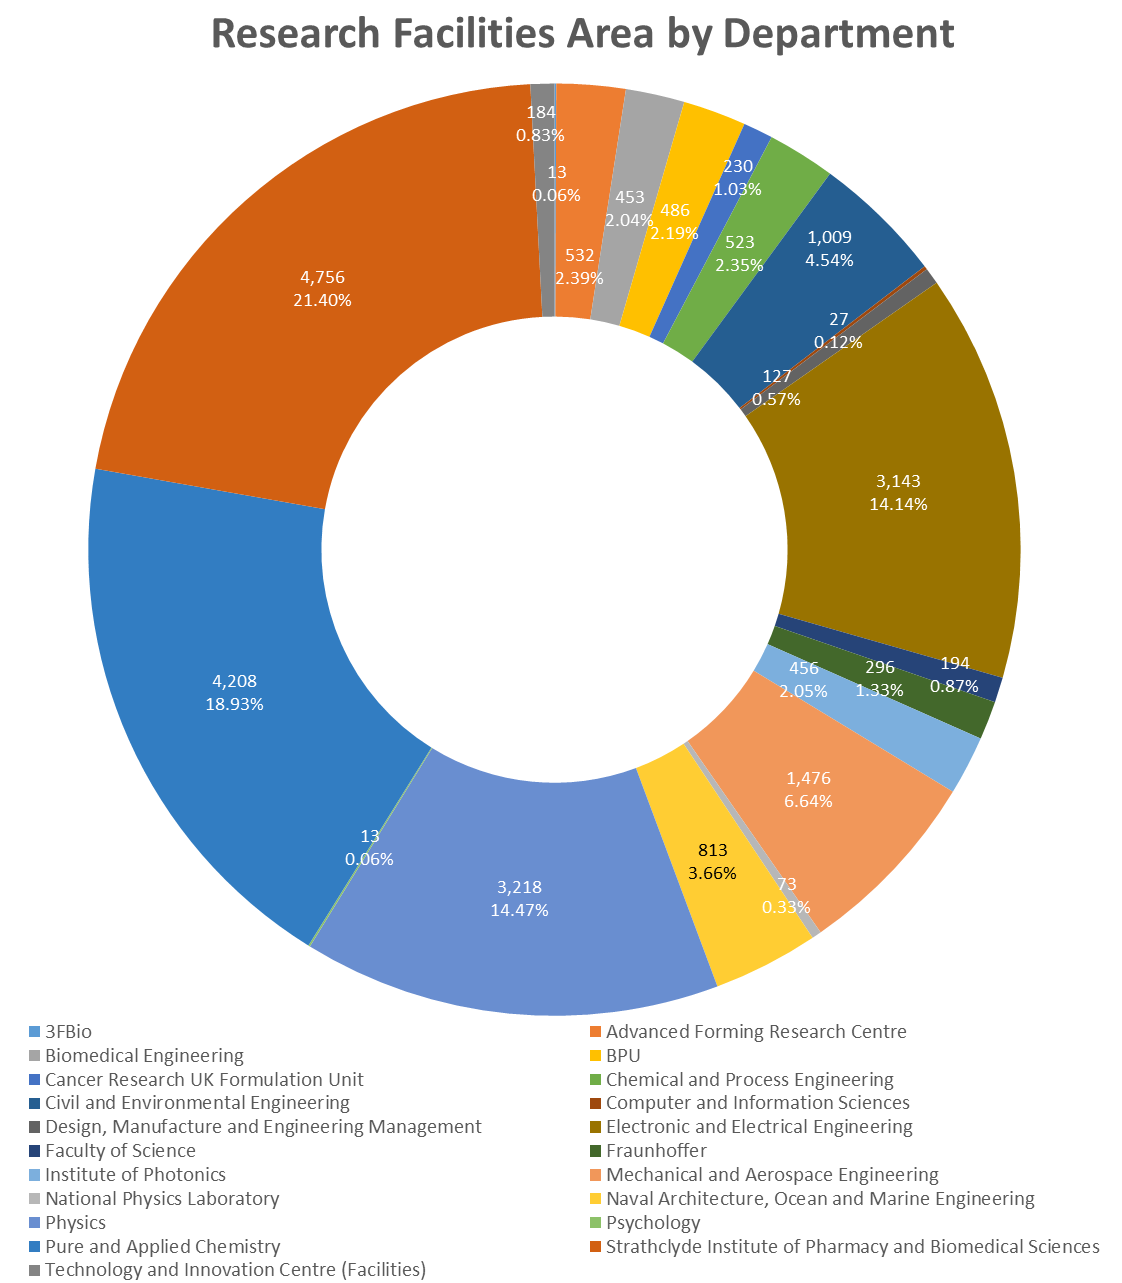 Research Facilities Area by Department
184
0.83%
13
0.06%
532
2.39%
453
2.04%
486
2.19%
230
1.03%
523
2.35%
1,009
4.54%
27
0.12%
127
0.57%
3,143
14.14%
194
0.87%
296
1.33%
456
2.05%
1,476
6.64%
73
0.33%
813
3.66%
3,218
14.47%
13
0.06%
4,208
18.93%
4,756
21.40%
3FBio
Advanced Forming Research Centre
Biomedical Engineering
BPU
Cancer Research UK Formulation Unit
Chemical and Process Engineering
Civil and Environmental Engineering
Computer and Information Sciences
Design, Manufacture and Engineering Management
Electronic and Electrical Engineering
Faculty of Science
Fraunhoffer
Institute of Photonics
Mechanical and Aerospace Engineering
National Physics Laboratory
Naval Architecture, Ocean and Marine Engineering
Physics
Psychology
Pure and Applied Chemistry
Strathclyde Institute of Pharmacy and Biomedical Sciences
Technology and Innovation Centre (Facilities)